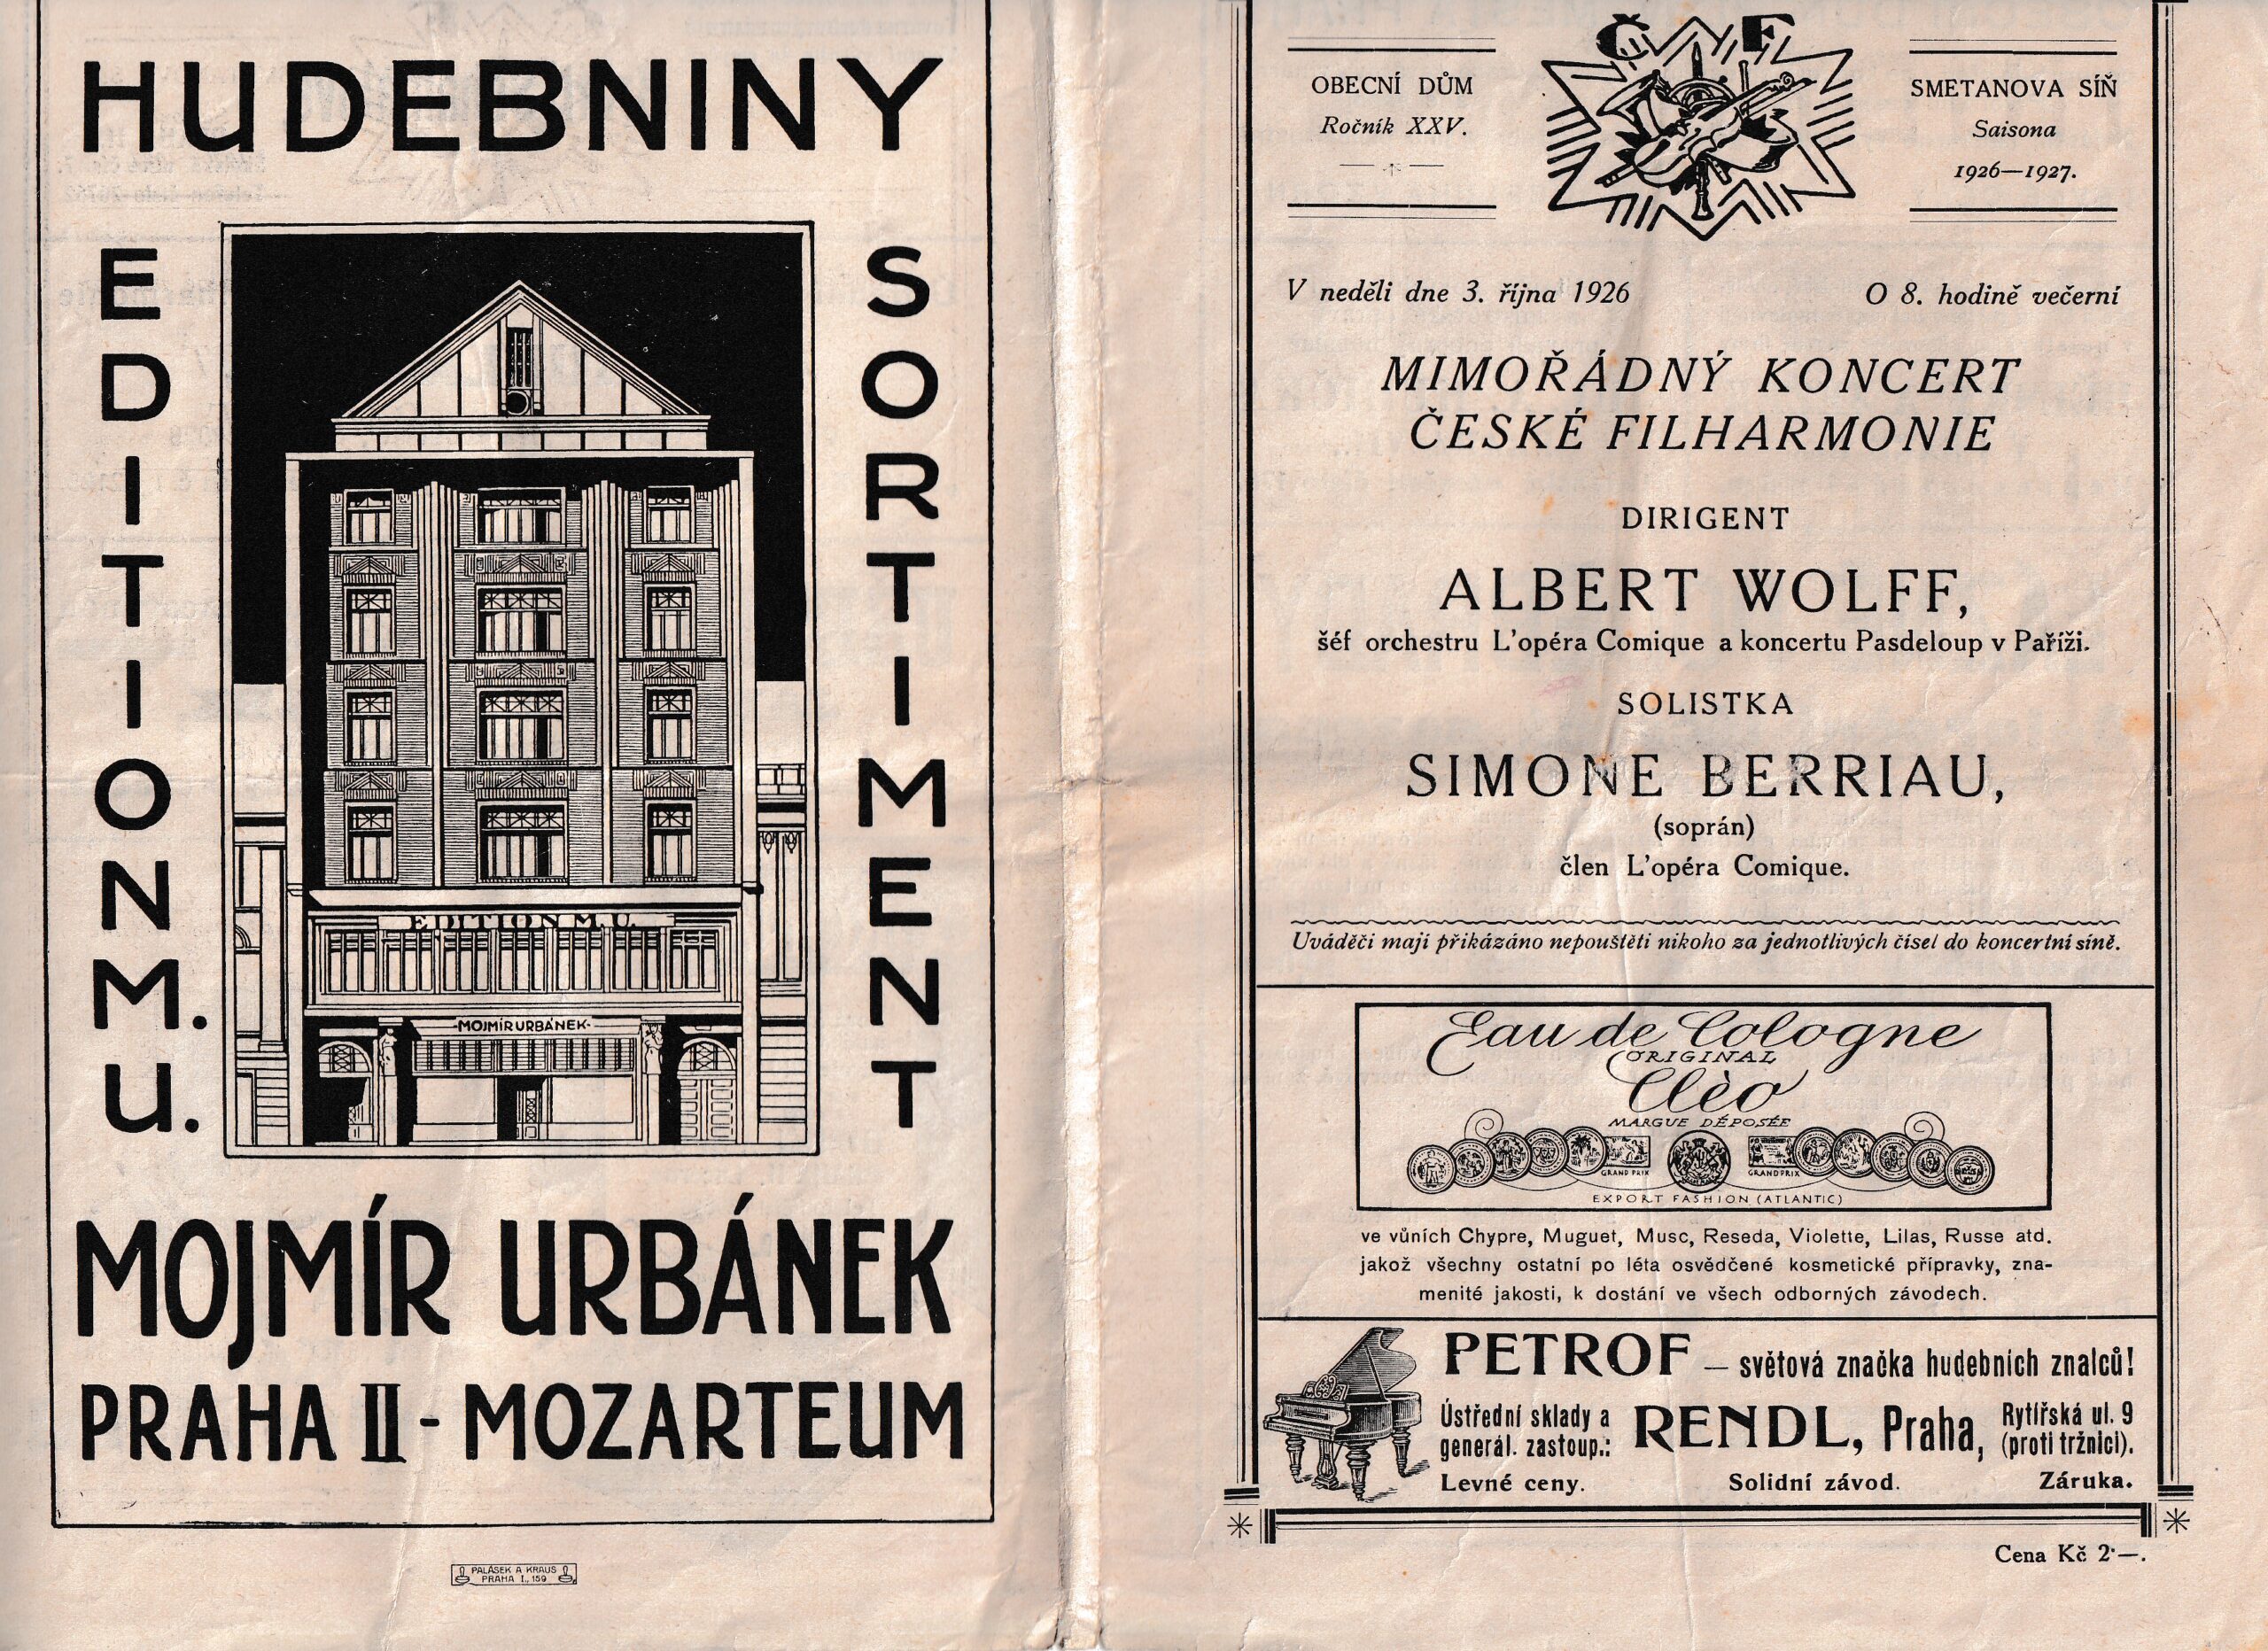 HUDEBNINY
EDITION M. U.
SORTIMENT
EDITION M. U.
-MOJMÍR URBÁNEK-
MOJMÍR URBÁNEK
PRAHA II - MOZARTEUM
PALÁSEK A KRAUS
PRAHA I., 159
Č F
OBECNÍ DŮM
Ročník XXV.
SMETANOVA SÍŇ
Saisona
1926—1927.
V neděli dne 3. října 1926
O 8. hodině večerní
MIMOŘÁDNÝ KONCERT
ČESKÉ FILHARMONIE
DIRIGENT
ALBERT WOLFF,
šéf orchestru L'opéra Comique a koncertu Pasdeloup v Paříži.
SOLISTKA
SIMONE BERRIAU,
(soprán)
člen L'opéra Comique.
Uváděči mají přikázáno nepouštěti nikoho za jednotlivých čísel do koncertní síně.
Eau de Cologne
ORIGINAL
Clèo
MARGUE DÉPOSÉE
GRAND PRIX GRAND PRIX
EXPORT FASHION (ATLANTIC)
ve vůních Chypre, Muguet, Musc, Reseda, Violette, Lilas, Russe atd.
jakož všechny ostatní po léta osvědčené kosmetické přípravky, zna-
menité jakosti, k dostání ve všech odborných závodech.
PETROF — světová značka hudebních znalců!
Ústřední sklady a
generál. zastoup.:
RENDL, Praha,
Rytířská ul. 9
(proti tržnici).
Levné ceny. Solidní závod. Záruka.
Cena Kč 2·—.